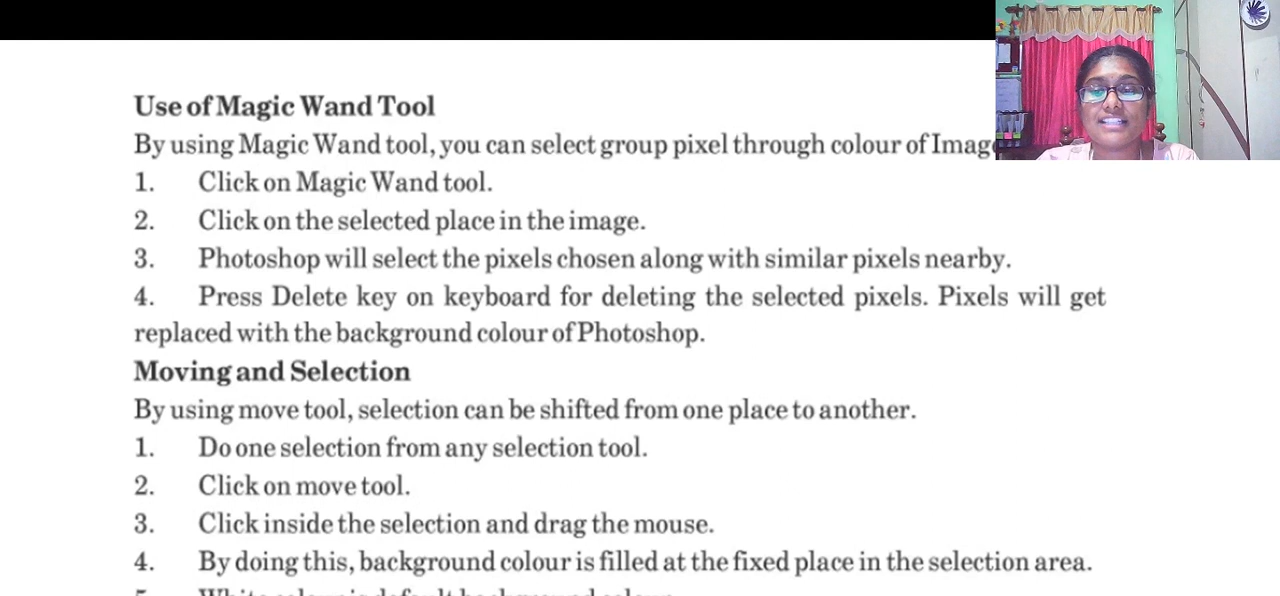 Use of Magic Wand Tool
By using Magic Wand tool, you can select group pixel through colour of
1. Click on Magic Wand tool.
2. Click on the selected place in the image.
3. Photoshop will select the pixels chosen along with similar pixels nearby.
4. Press Delete key on keyboard for deleting the selected pixels. Pixels will get
replaced with the background colour of Photoshop.
Moving and Selection
By using move tool, selection can be shifted from one place to another.
1. Do one selection from any selection tool.
2. Click on move tool.
3. Click inside the selection and drag the mouse.
4. By doing this, background colour is filled at the fixed place in the selection area.